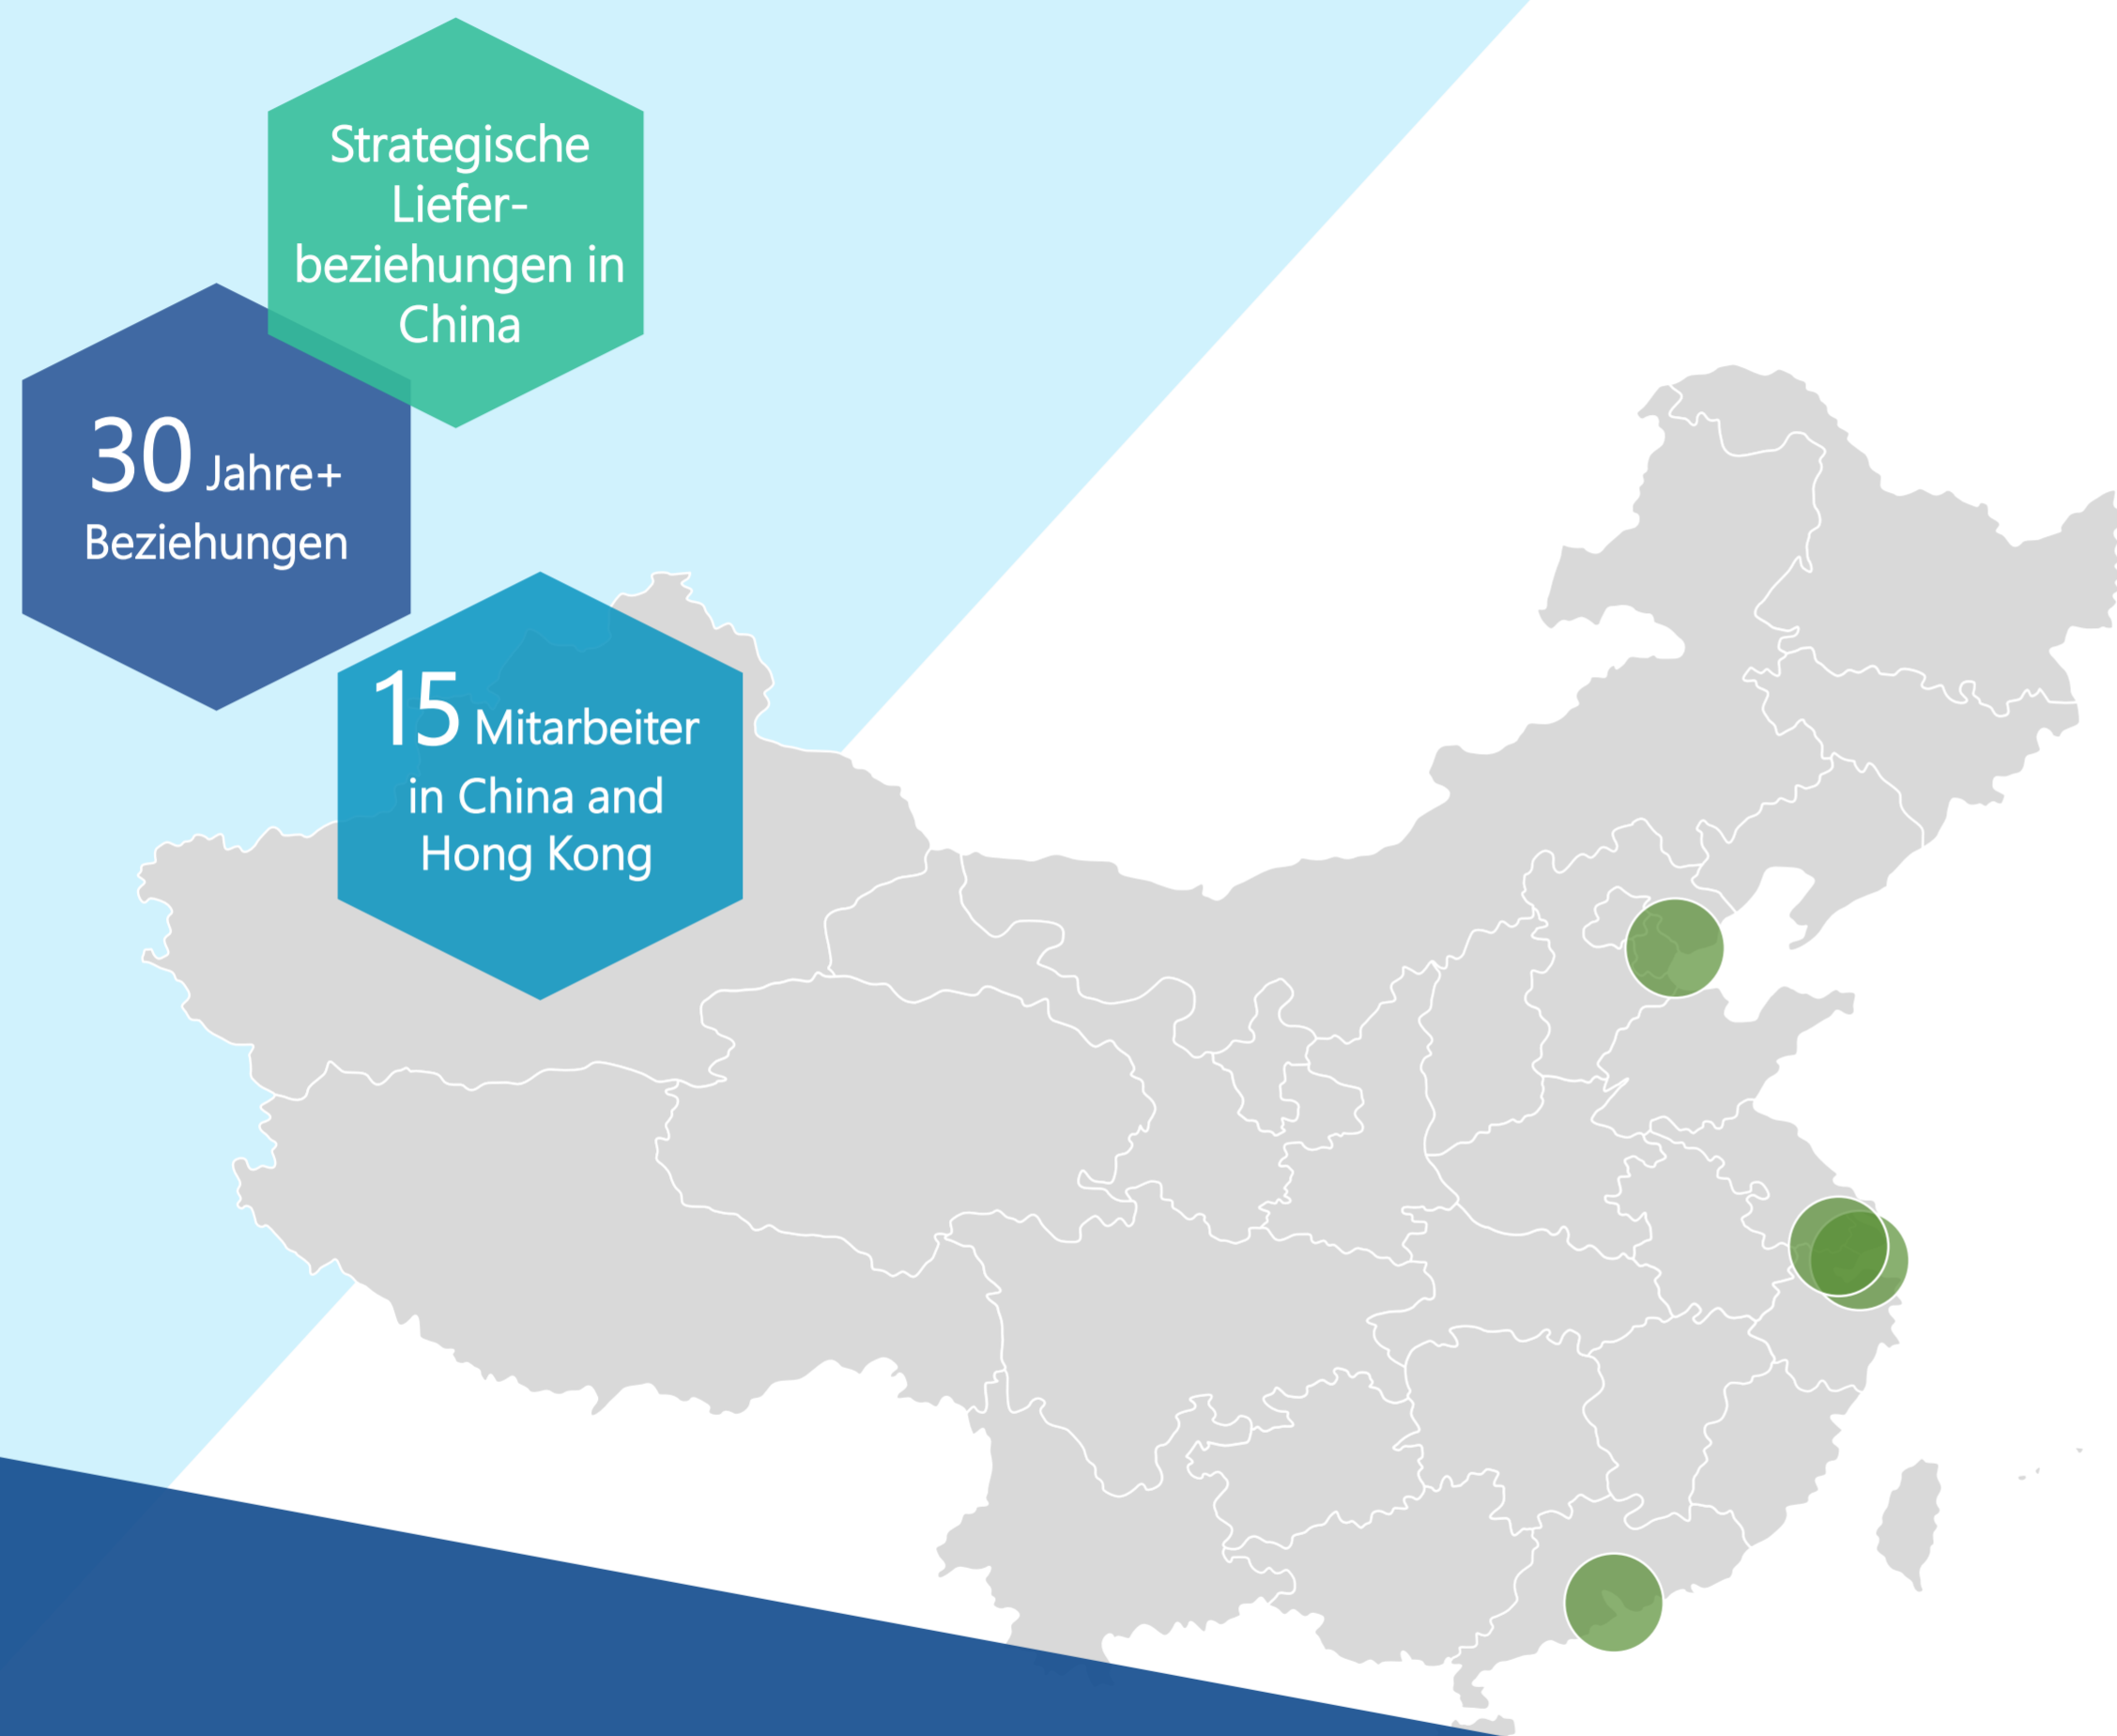 Strategische
Liefer-
beziehungen in
China
30 Jahre+
Beziehungen
15 Mitarbeiter
in China and
Hong Kong